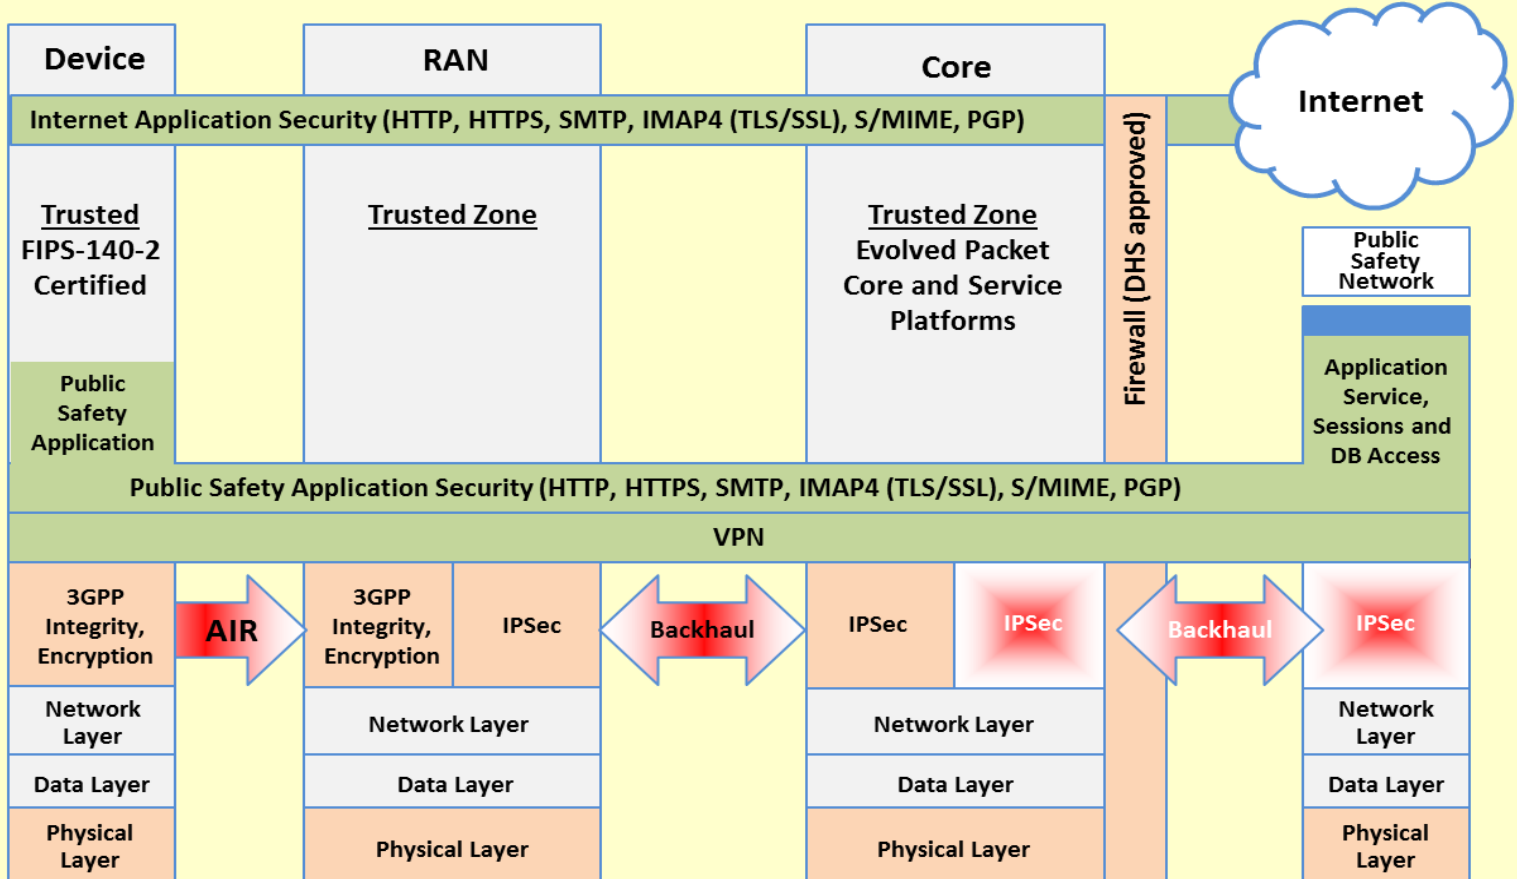 Device
RAN
Core
Internet
Internet Application Security (HTTP, HTTPS, SMTP, IMAP4 (TLS/SSL), S/MIME, PGP)
Firewall (DHS approved)
Trusted
FIPS-140-2
Certified
Trusted Zone
Trusted Zone
Evolved Packet
Core and Service
Platforms
Public
Safety
Network
Public
Safety
Application
Application
Service,
Sessions and
DB Access
Public Safety Application Security (HTTP, HTTPS, SMTP, IMAP4 (TLS/SSL), S/MIME, PGP)
VPN
3GPP
Integrity,
Encryption
AIR
3GPP
Integrity,
Encryption
IPSec
Backhaul
IPSec
IPSec
Backhaul
IPSec
Network
Layer
Network Layer
Network Layer
Network
Layer
Data Layer
Data Layer
Data Layer
Data Layer
Physical
Layer
Physical Layer
Physical Layer
Physical
Layer